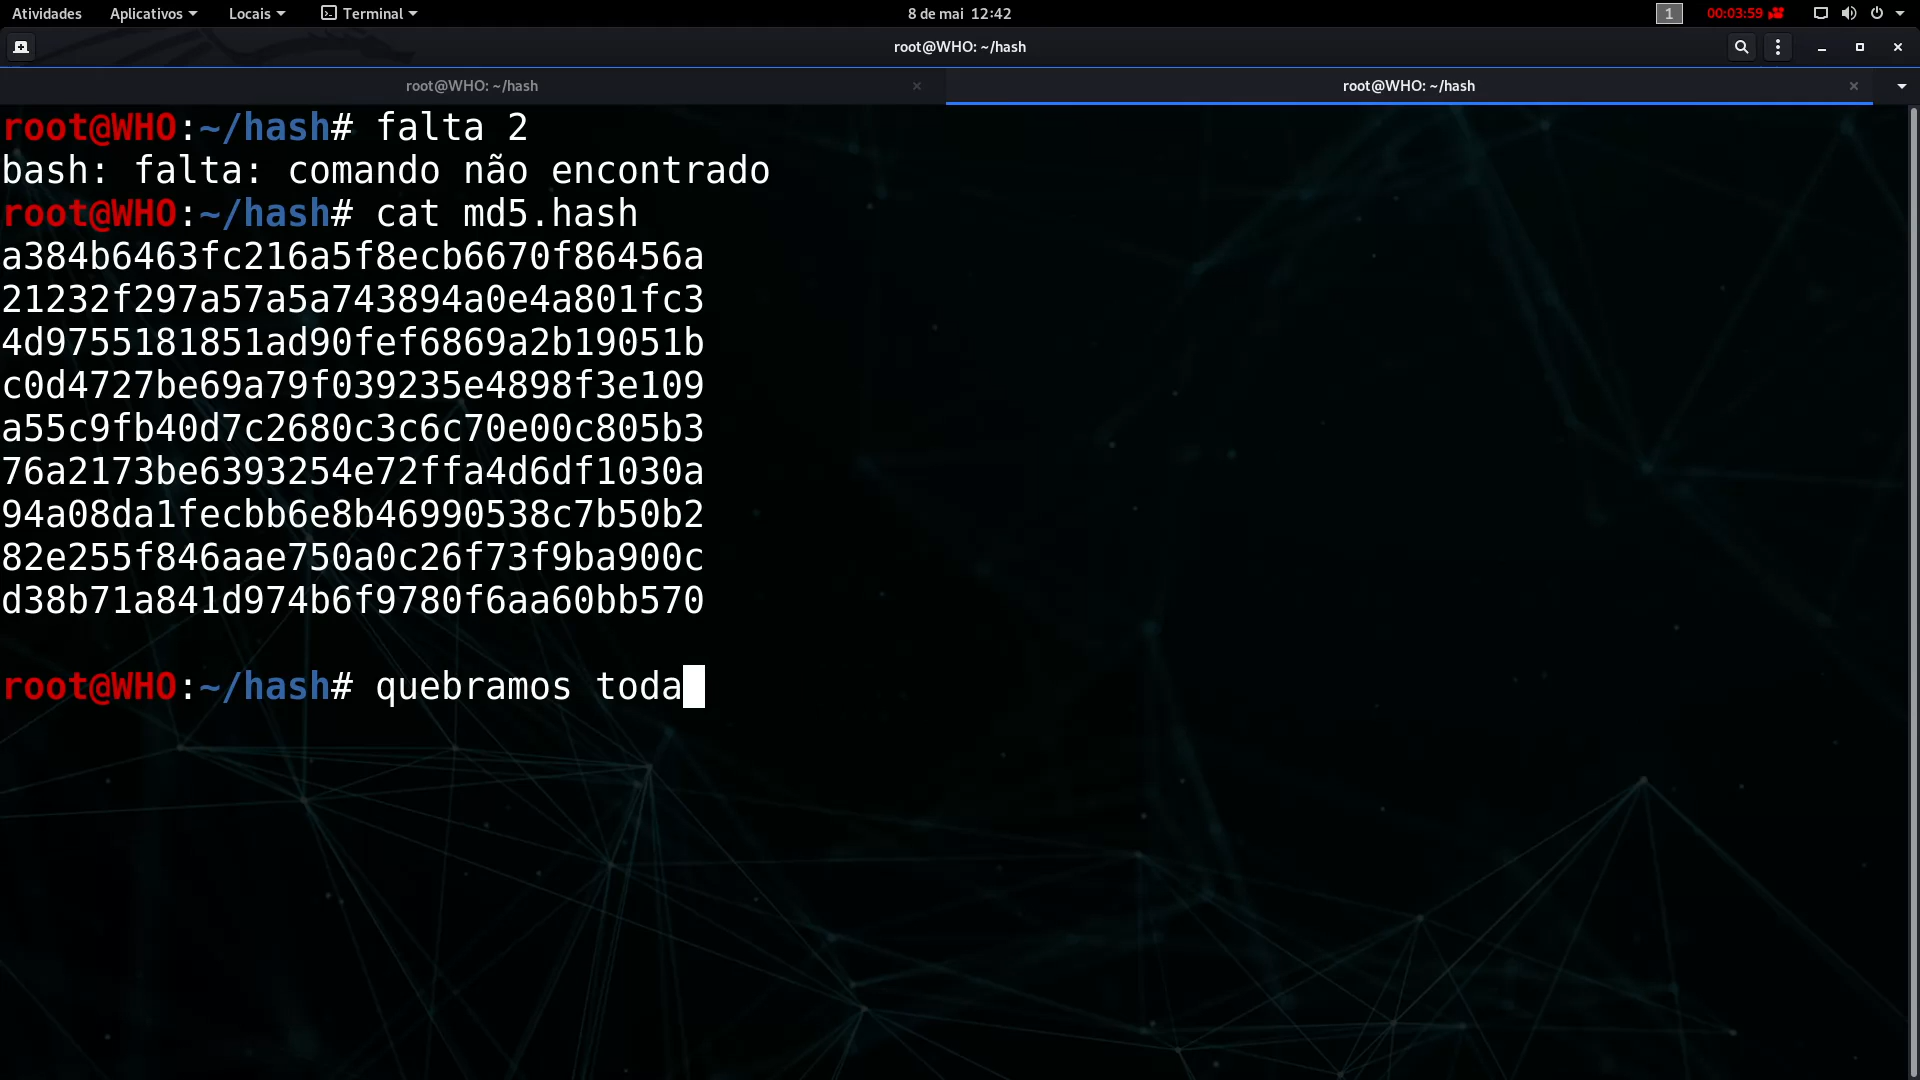 Atividades Aplicativos Locais Terminal 8 de mai 12:42 1 00:03:59
root@WHO: ~/hash
root@WHO: ~/hash root@WHO: ~/hash
root@WHO:~/hash# falta 2
bash: falta: comando não encontrado
root@WHO:~/hash# cat md5.hash
a384b6463fc216a5f8ecb6670f86456a
21232f297a57a5a743894a0e4a801fc3
4d9755181851ad90fef6869a2b19051b
c0d4727be69a79f039235e4898f3e109
a55c9fb40d7c2680c3c6c70e00c805b3
76a2173be6393254e72ffa4d6df1030a
94a08da1fecbb6e8b46990538c7b50b2
82e255f846aae750a0c26f73f9ba900c
d38b71a841d974b6f9780f6aa60bb570
root@WHO:~/hash# quebramos toda